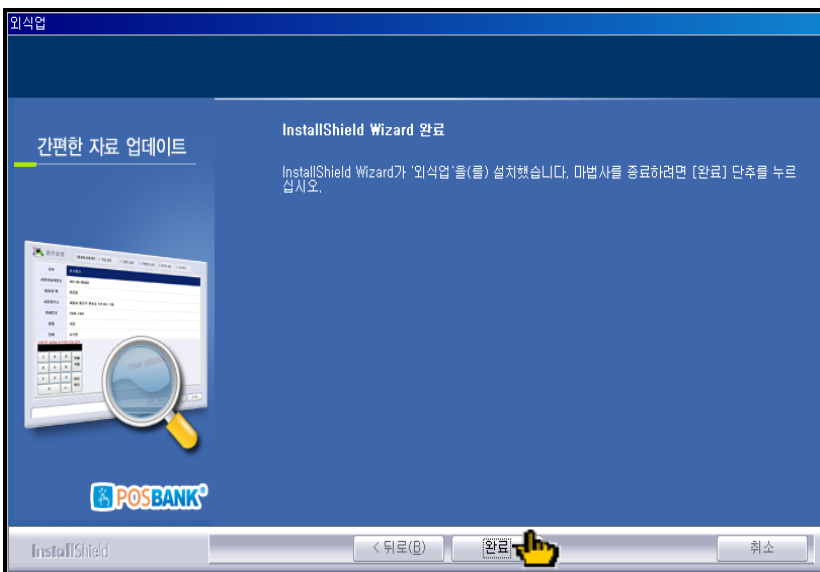 외식업
간편한 자료 업데이트
InstallShield Wizard 완료
InstallShield Wizard가 '외식업'을(를) 설치했습니다. 마법사를 종료하려면 [완료] 단추를 누르
십시오.
POSBANK
InstallShield
< 뒤로(B)
완료
취소